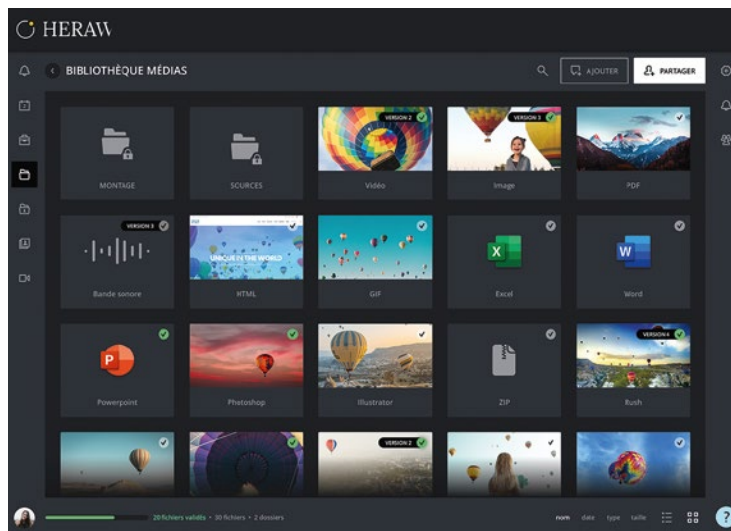 HERAW
BIBLIOTHÈQUE MÉDIAS
AJOUTER
PARTAGER
MONTAGE
SOURCES
VERSION 2
Vidéo
VERSION 3
Image
PDF
VERSION 3
Bande sonore
UNIQUE IN THE WORLD
HTML
GIF
X
Excel
W
Word
P
Powerpoint
Photoshop
Illustrator
ZIP
VERSION 4
Rush
VERSION 2
20 fichiers validés • 30 fichiers • 2 dossiers
nom date type taille
?